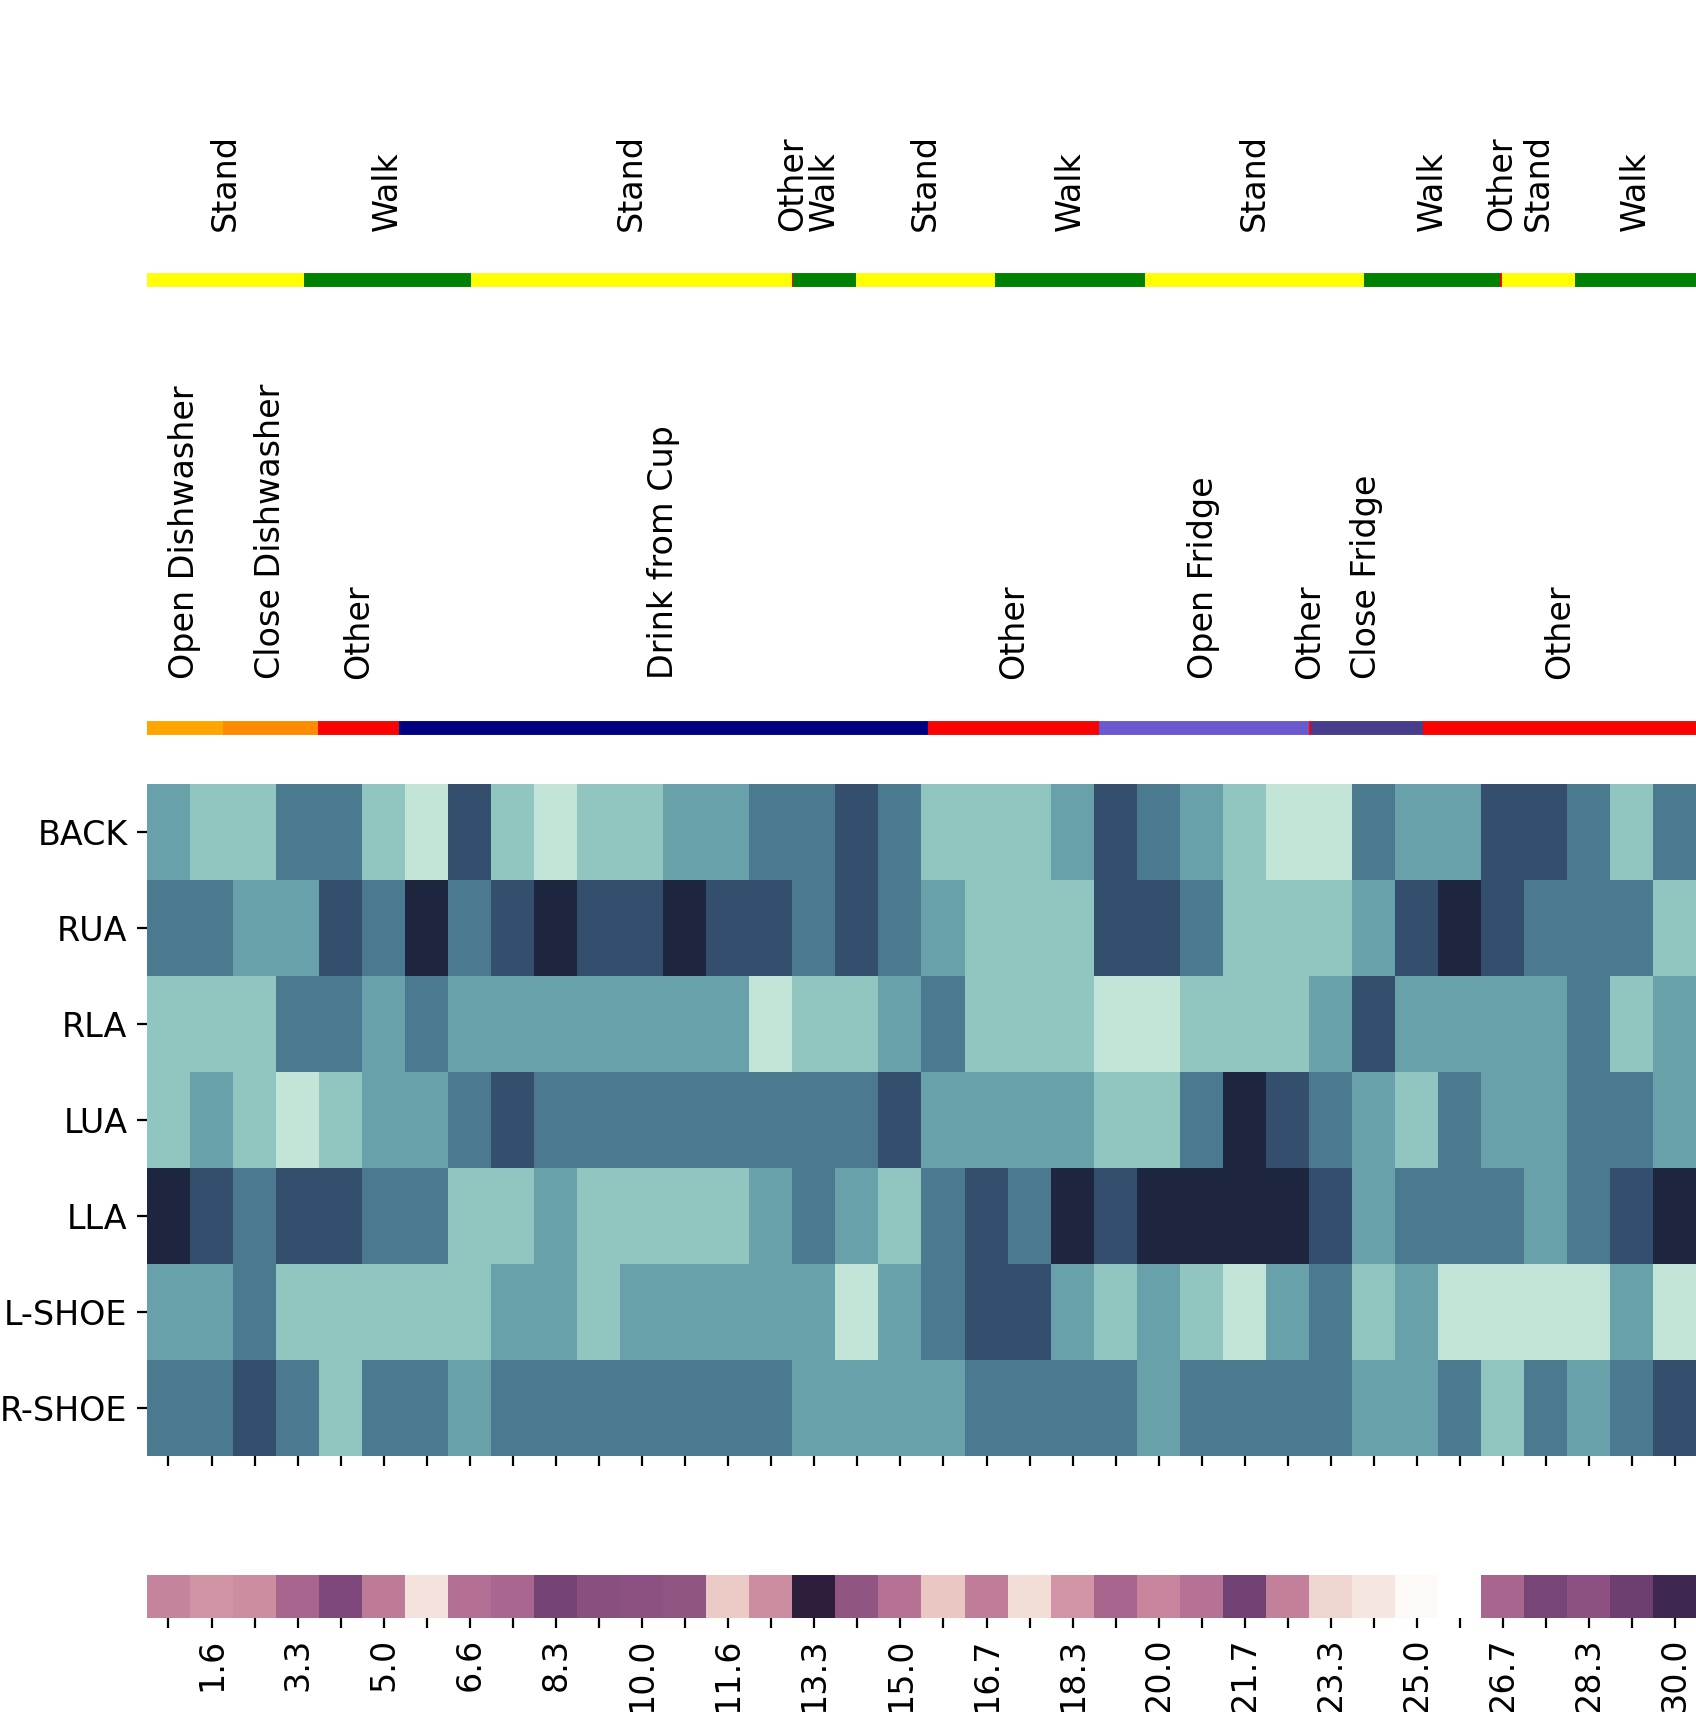 Stand
Walk
Stand
Other
Walk
Stand
Walk
Stand
Walk
Other
Stand
Walk
Open Dishwasher
Close Dishwasher
Other
Drink from Cup
Other
Open Fridge
Other
Close Fridge
Other
BACK
RUA
RLA
LUA
LLA
L-SHOE
R-SHOE
1.6
3.3
5.0
6.6
8.3
10.0
11.6
13.3
15.0
16.7
18.3
20.0
21.7
23.3
25.0
26.7
28.3
30.0